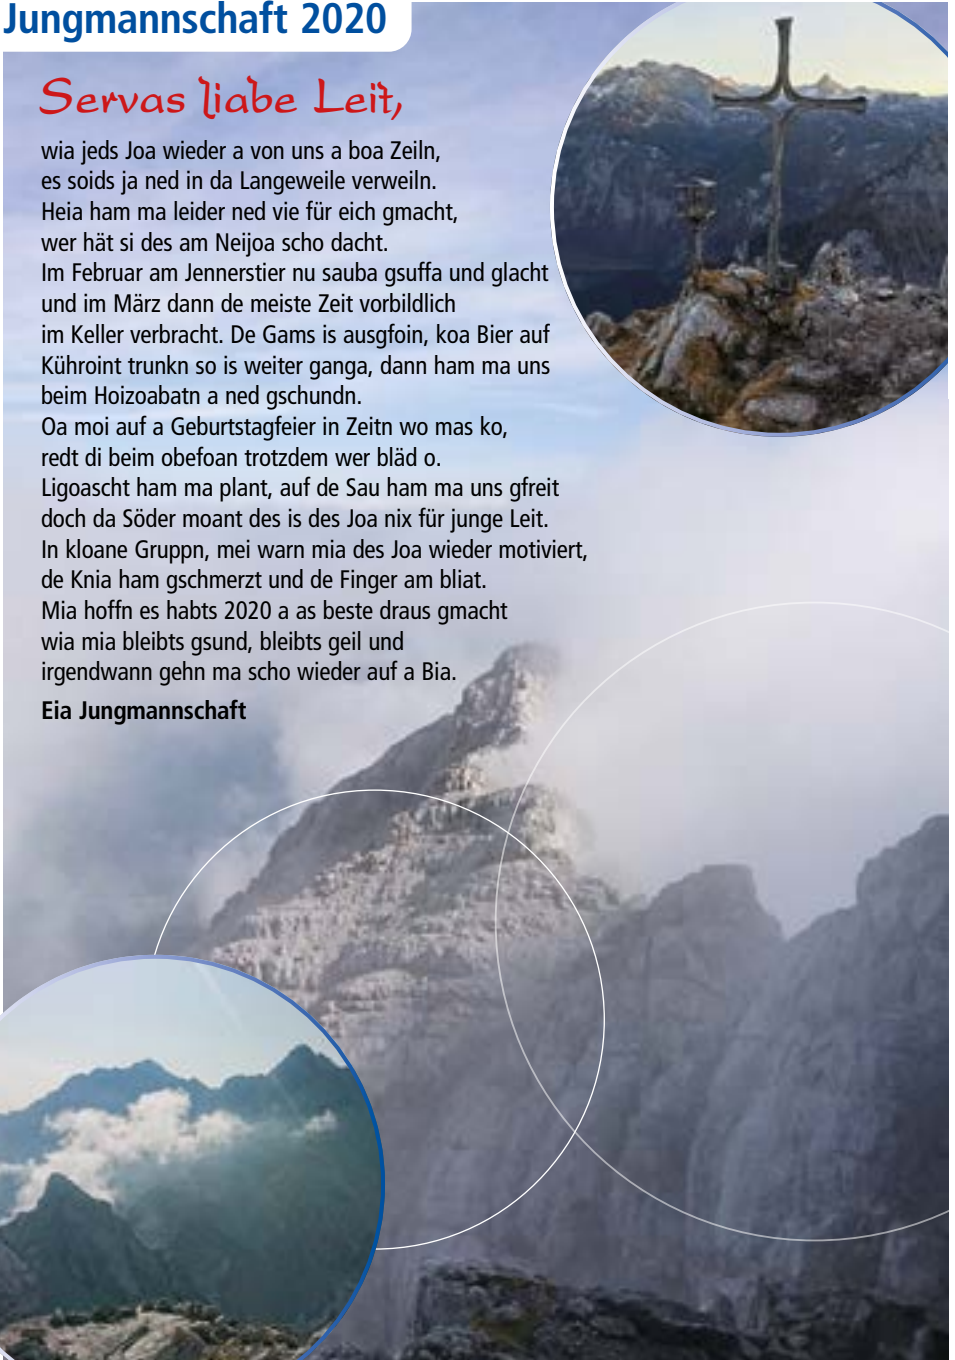 Jungmannschaft 2020
Servas liabe Leit,
wia jeds Joa wieder a von uns a boa Zeiln,
es soids ja ned in da Langeweile verweiln.
Heia ham ma leider ned vie für eich gmacht,
wer hät si des am Neijoa scho dacht.
Im Februar am Jennerstier nu sauba gsuffa und glacht
und im März dann de meiste Zeit vorbildlich
im Keller verbracht. De Gams is ausgfoin, koa Bier auf
Kühroint trunkn so is weiter ganga, dann ham ma uns
beim Hoizoabatn a ned gschundn.
Oa moi auf a Geburtstagfeier in Zeitn wo mas ko,
redt di beim obefoan trotzdem wer bläd o.
Ligoascht ham ma plant, auf de Sau ham ma uns gfreit
doch da Söder moant des is des Joa nix für junge Leit.
In kloane Gruppn, mei warn mia des Joa wieder motiviert,
de Knia ham gschmerzt und de Finger am bliat.
Mia hoffn es habts 2020 a as beste draus gmacht
wia mia bleibts gsund, bleibts geil und
irgendwann gehn ma scho wieder auf a Bia.
Eia Jungmannschaft